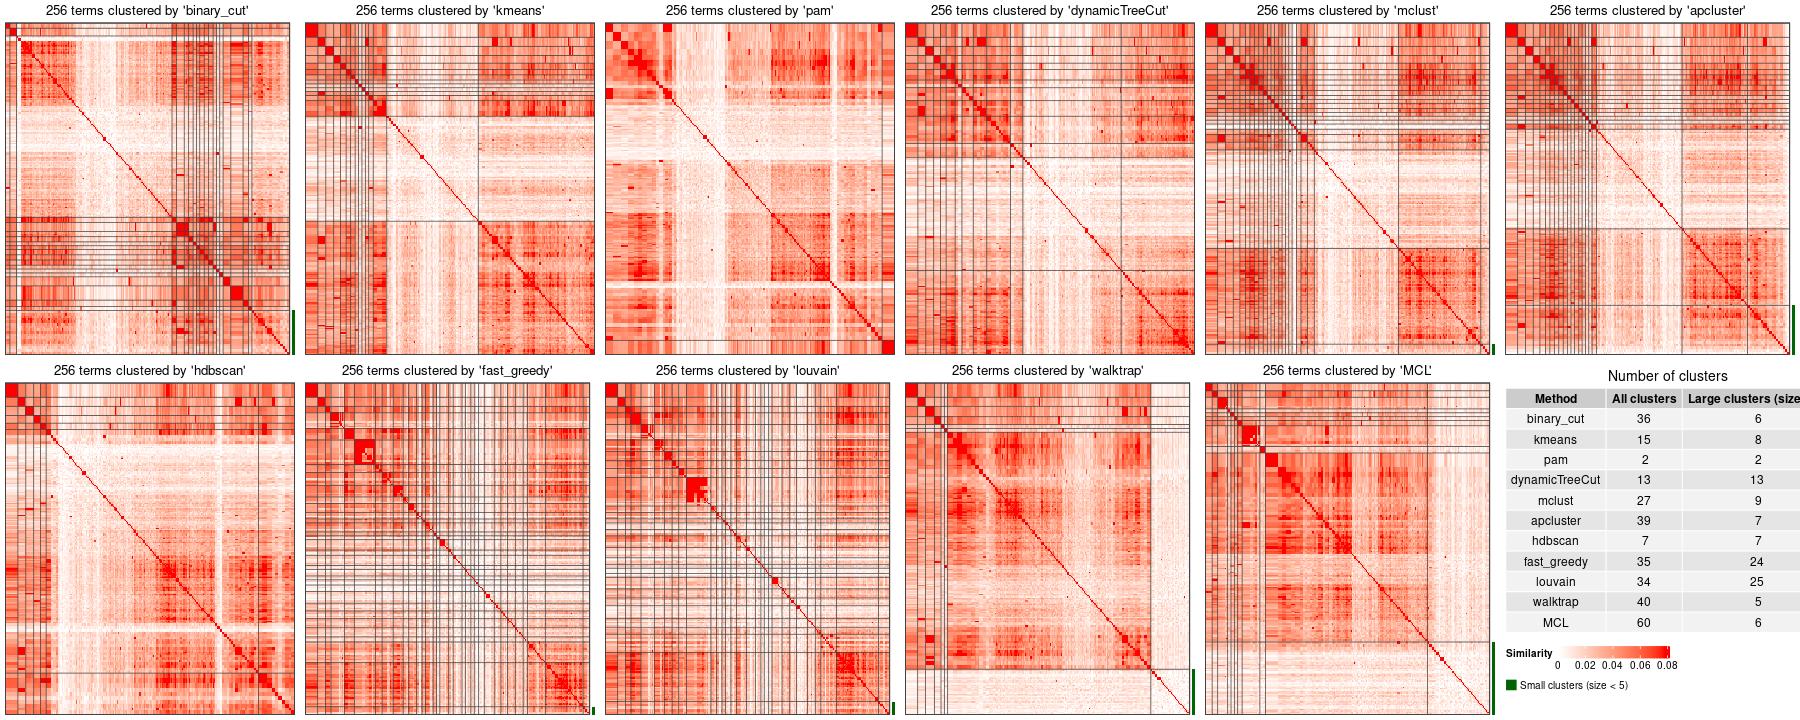 256 terms clustered by 'binary_cut'
256 terms clustered by 'kmeans'
256 terms clustered by 'pam'
256 terms clustered by 'dynamicTreeCut'
256 terms clustered by 'mclust'
256 terms clustered by 'apcluster'
256 terms clustered by 'hdbscan'
256 terms clustered by 'fast_greedy'
256 terms clustered by 'louvain'
256 terms clustered by 'walktrap'
256 terms clustered by 'MCL'
Number of clusters
Method All clusters Large clusters (size
binary_cut 36 6
kmeans 15 8
pam 2 2
dynamicTreeCut 13 13
mclust 27 9
apcluster 39 7
hdbscan 7 7
fast_greedy 35 24
louvain 34 25
walktrap 40 5
MCL 60 6
Similarity
0 0.02 0.04 0.06 0.08
Small clusters (size < 5)